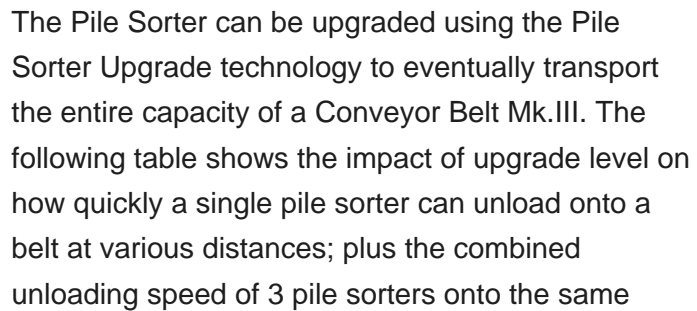 The Pile Sorter can be upgraded using the Pile
Sorter Upgrade technology to eventually transport
the entire capacity of a Conveyor Belt Mk.III. The
following table shows the impact of upgrade level on
how quickly a single pile sorter can unload onto a
belt at various distances; plus the combined
unloading speed of 3 pile sorters onto the same